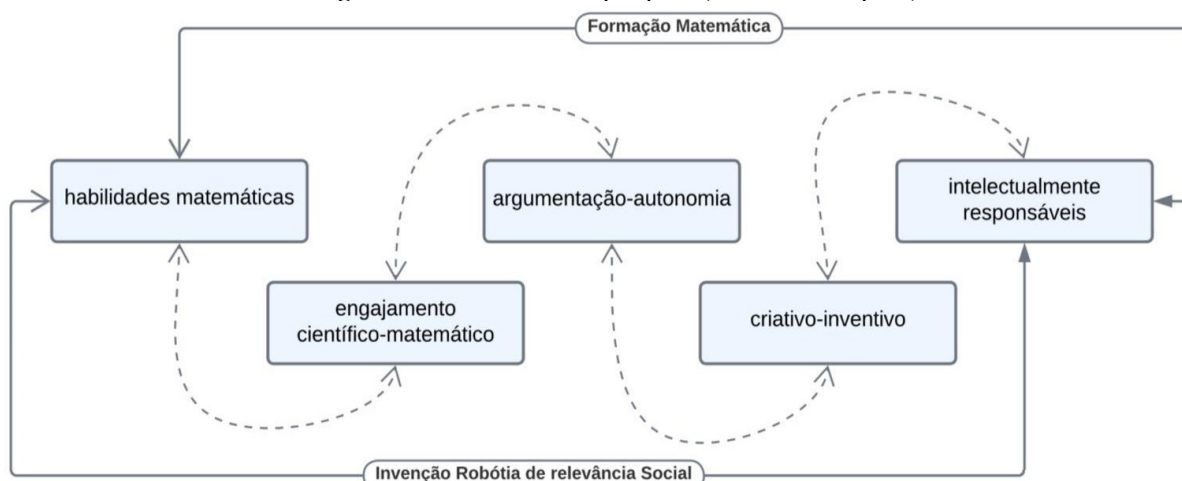 Formação Matemática
habilidades matemáticas
argumentação-autonomia
intelectualmente
responsáveis
engajamento
científico-matemático
criativo-inventivo
Invenção Robótia de relevância Social